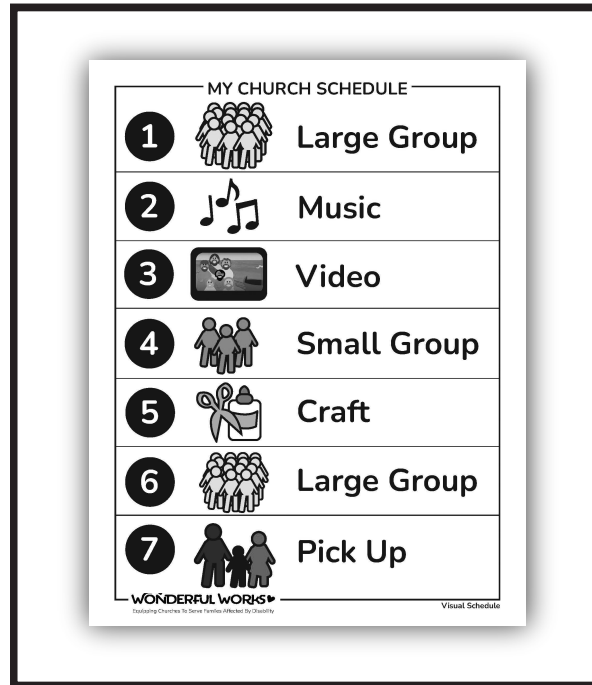 MY CHURCH SCHEDULE
1 Large Group
2 Music
3 Video
4 Small Group
5 Craft
6 Large Group
7 Pick Up
WONDERFUL WORKS
Equipping Churches To Serve Families Affected By Disability
Visual Schedule